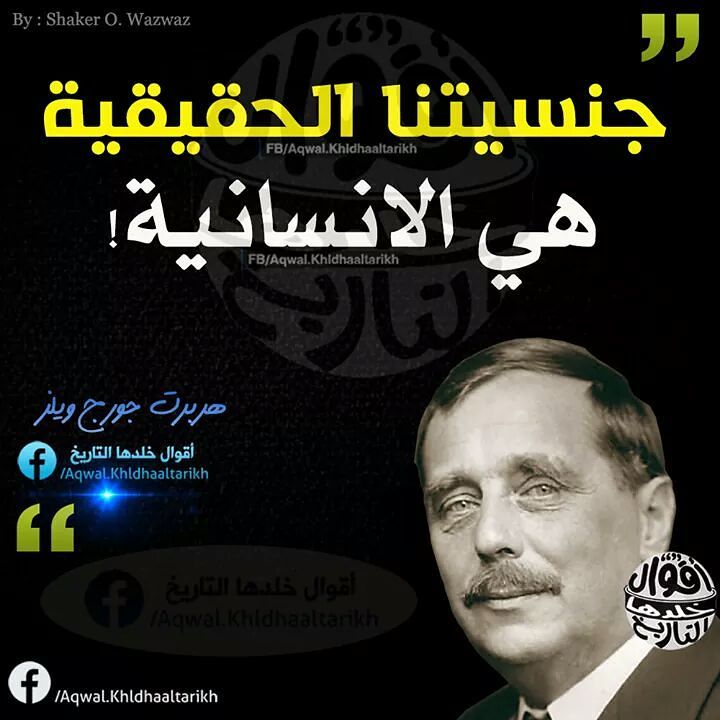 By : Shaker O. Wazwaz
جنسيتنا الحقيقية
FB/Aqwal.Khldhaaltarikh
هي الانسانية!
FB/Aqwal.Khldhaaltarikh
هربرت جورج ويلز
أقوال خلدها التاريخ
/Aqwal.Khldhaaltarikh
أقوال خلدها التاريخ
/Aqwal.Khldhaaltarikh
أقوال
خلدها
التاريخ
/Aqwal.Khldhaaltarikh